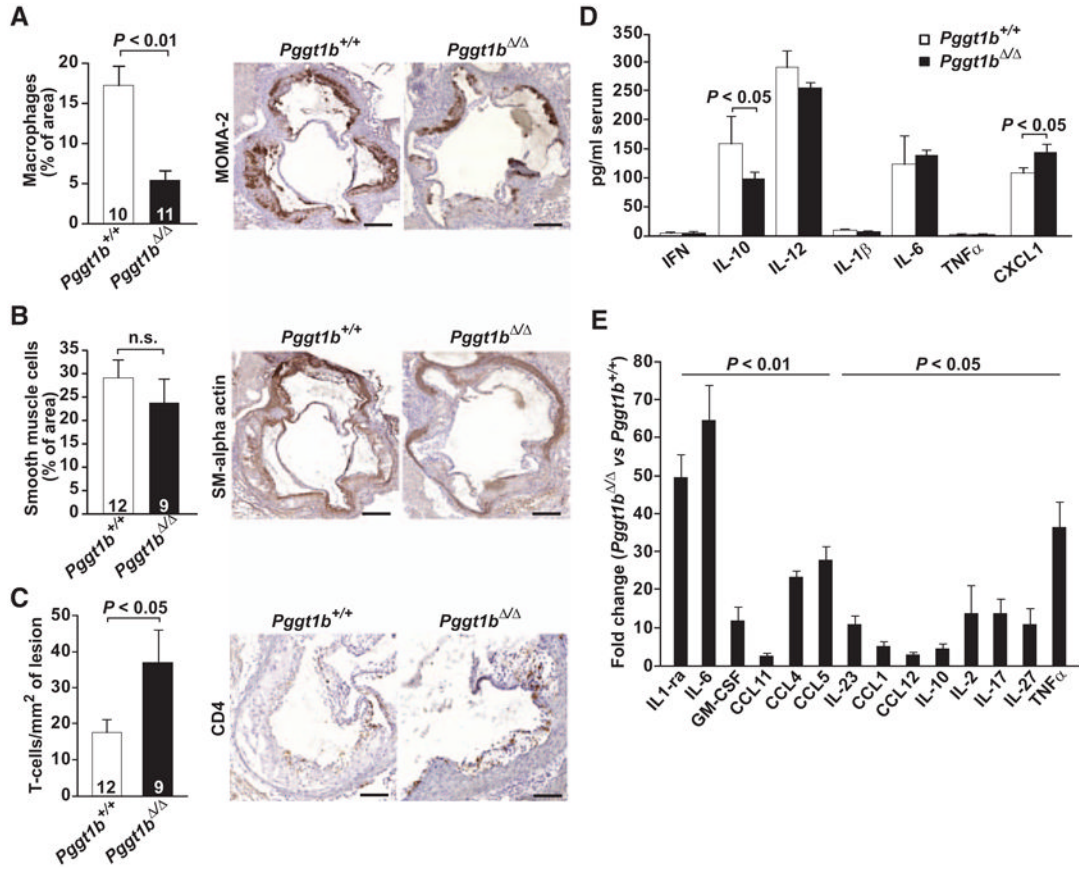 A
P < 0.01
Macrophages
(% of area)
20
15
10
5
0
10
11
Pggt1b+/+
Pggt1bΔ/Δ
Pggt1b+/+
Pggt1bΔ/Δ
MOMA-2
B
n.s.
Smooth muscle cells
(% of area)
35
30
25
20
15
10
5
0
12
9
Pggt1b+/+
Pggt1bΔ/Δ
Pggt1b+/+
Pggt1bΔ/Δ
SM-alpha actin
C
P < 0.05
T-cells/mm2 of lesion
50
40
30
20
10
0
12
9
Pggt1b+/+
Pggt1bΔ/Δ
Pggt1b+/+
Pggt1bΔ/Δ
CD4
D
Pggt1b+/+
Pggt1bΔ/Δ
pg/ml serum
350
300
250
200
150
100
50
0
P < 0.05
P < 0.05
IFN
IL-10
IL-12
IL-1β
IL-6
TNFα
CXCL1
E
Fold change (Pggt1bΔ/Δ vs Pggt1b+/+)
80
70
60
50
40
30
20
10
0
P < 0.01
P < 0.05
IL1-ra
IL-6
GM-CSF
CCL11
CCL4
CCL5
IL-23
CCL1
CCL12
IL-10
IL-2
IL-17
IL-27
TNFα